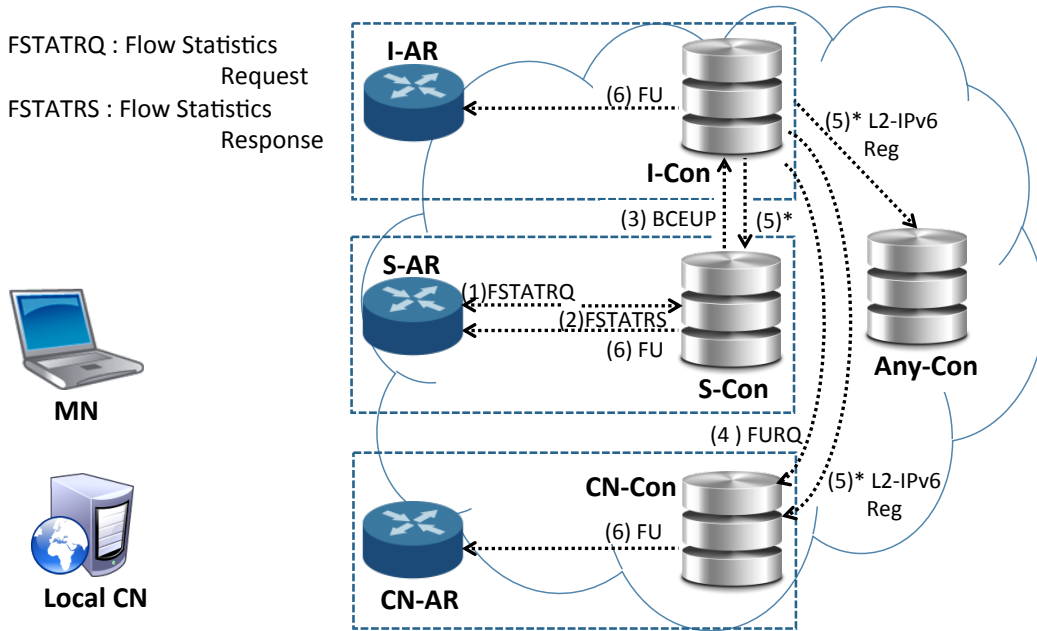 FSTATRQ : Flow Statistics
Request
FSTATRS : Flow Statistics
Response
I-AR
(6) FU
I-Con
(5)* L2-IPv6
Reg
(3) BCEUP
(5)*
S-AR
(1)FSTATRQ
(2)FSTATRS
(6) FU
S-Con
Any-Con
MN
(4 ) FURQ
CN-Con
(5)* L2-IPv6
Reg
(6) FU
CN-AR
Local CN